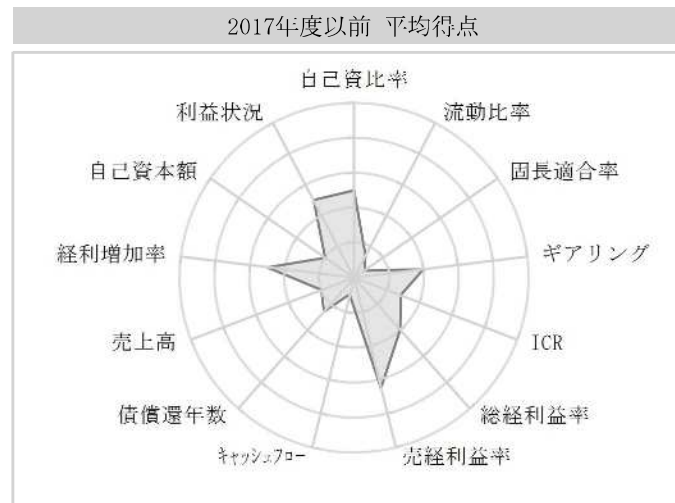 2017年度以前 平均得点
自己資比率
流動比率
固長適合率
ギアリング
ICR
総経利益率
売経利益率
ｷｬｯｼｭﾌﾛｰ
債償還年数
売上高
経利増加率
自己資本額
利益状況